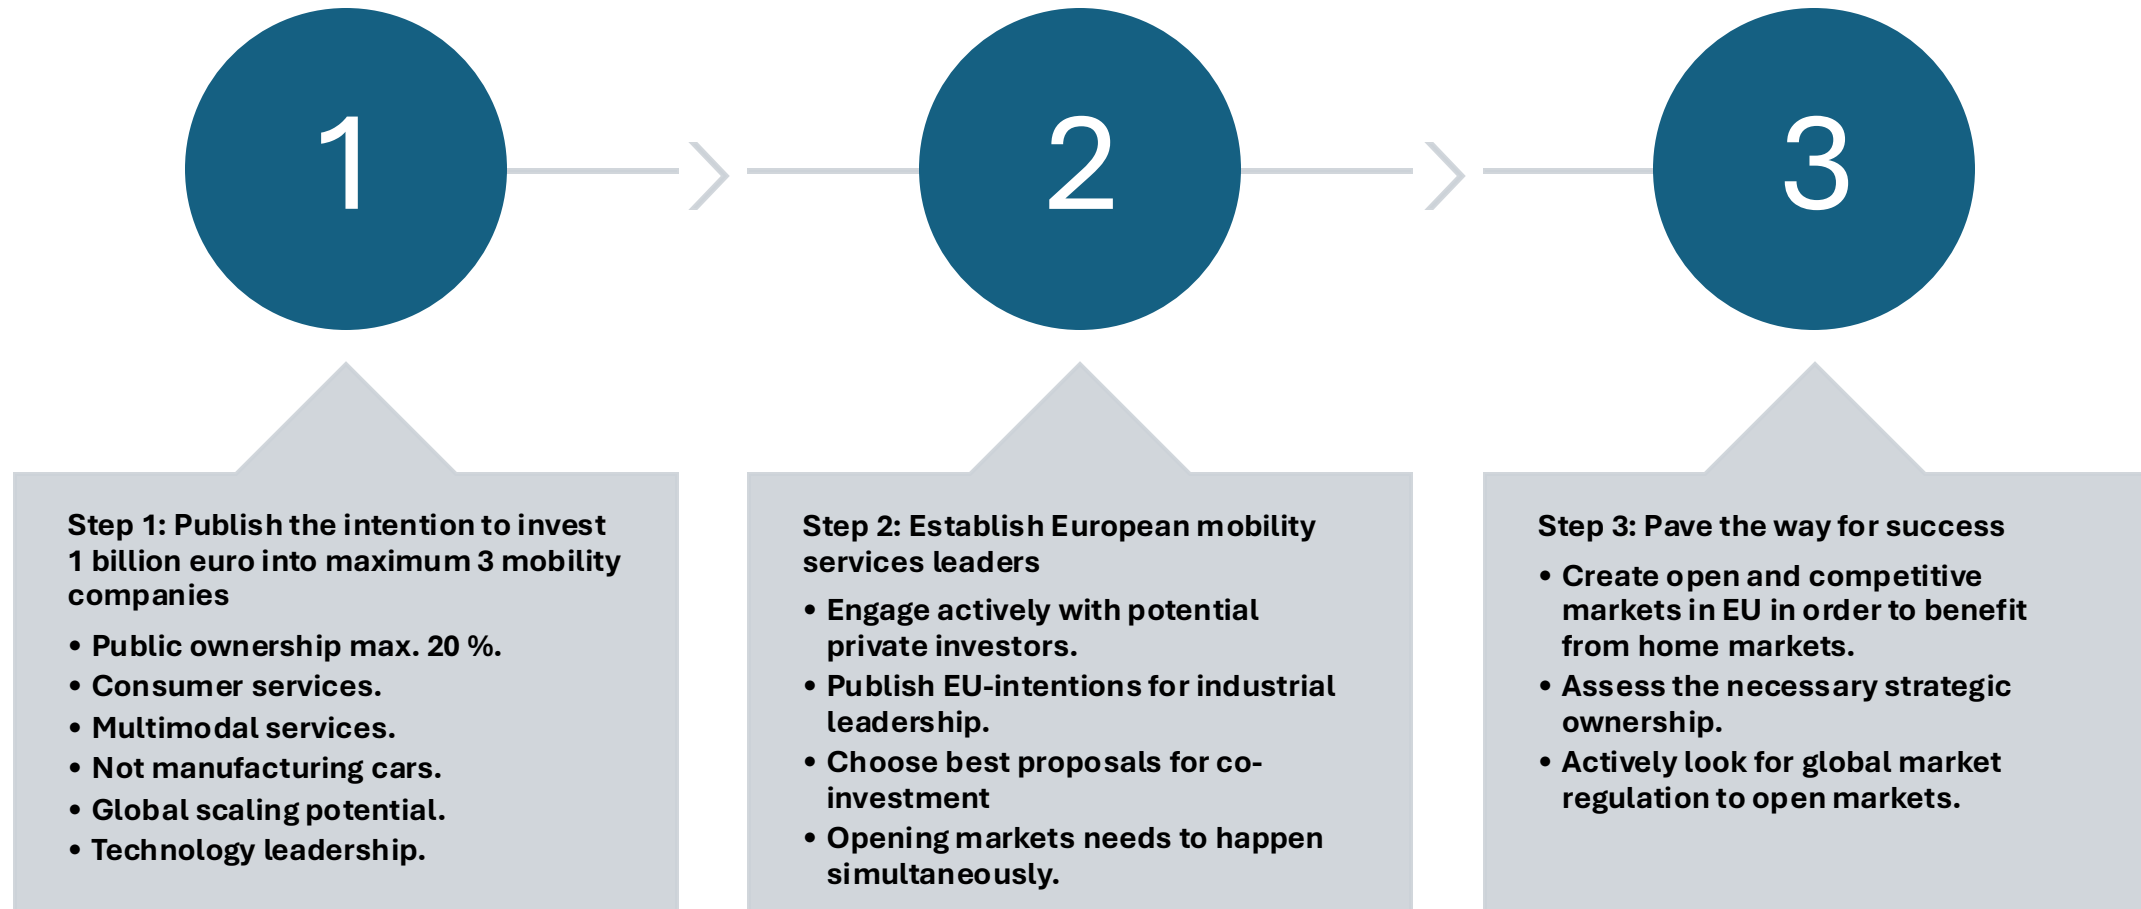 1
2
3
Step 1: Publish the intention to invest
1 billion euro into maximum 3 mobility
companies
• Public ownership max. 20 %.
• Consumer services.
• Multimodal services.
• Not manufacturing cars.
• Global scaling potential.
• Technology leadership.
Step 2: Establish European mobility
services leaders
• Engage actively with potential
private investors.
• Publish EU-intentions for industrial
leadership.
• Choose best proposals for co-
investment
• Opening markets needs to happen
simultaneously.
Step 3: Pave the way for success
• Create open and competitive
markets in EU in order to benefit
from home markets.
• Assess the necessary strategic
ownership.
• Actively look for global market
regulation to open markets.